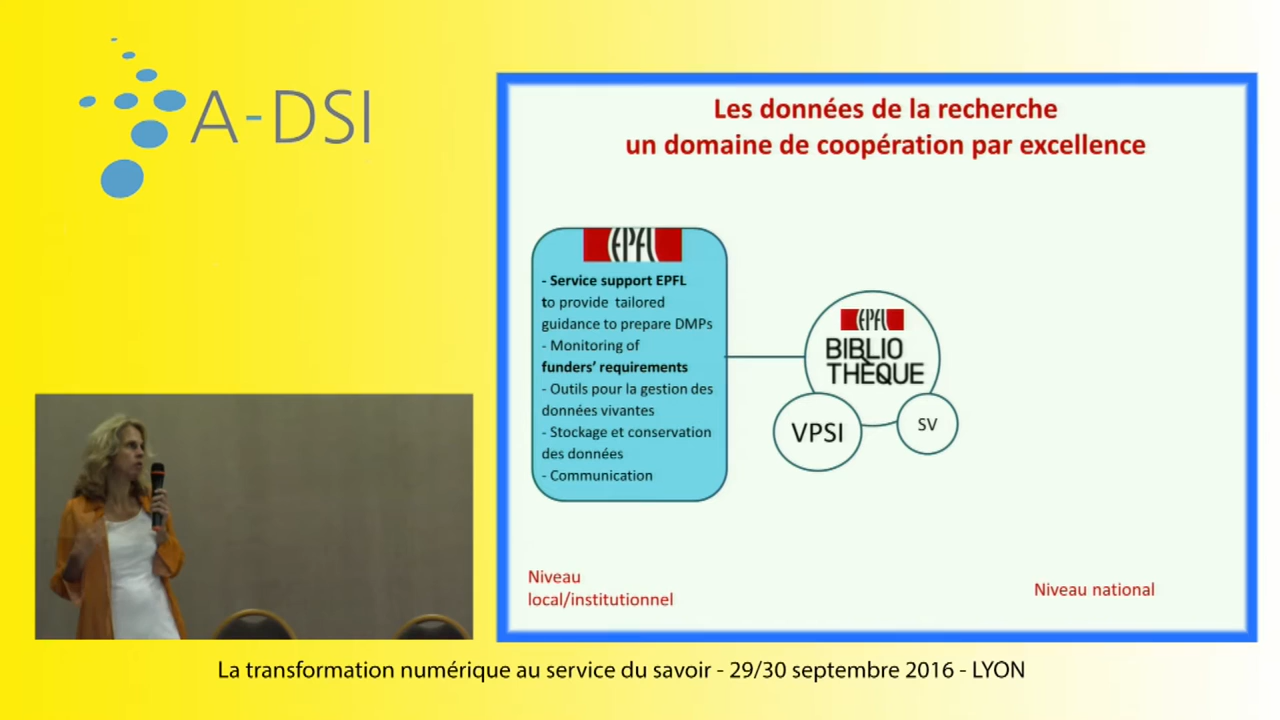 A-DSI
Les données de la recherche
un domaine de coopération par excellence
EPFL
- Service support EPFL
to provide tailored
guidance to prepare DMPs
- Monitoring of
funders' requirements
- Outils pour la gestion des
données vivantes
- Stockage et conservation
des données
- Communication
EPFL
BIBLIO
THÈQUE
VPSI
SV
Niveau
local/institutionnel
Niveau national
La transformation numérique au service du savoir - 29/30 septembre 2016 - LYON